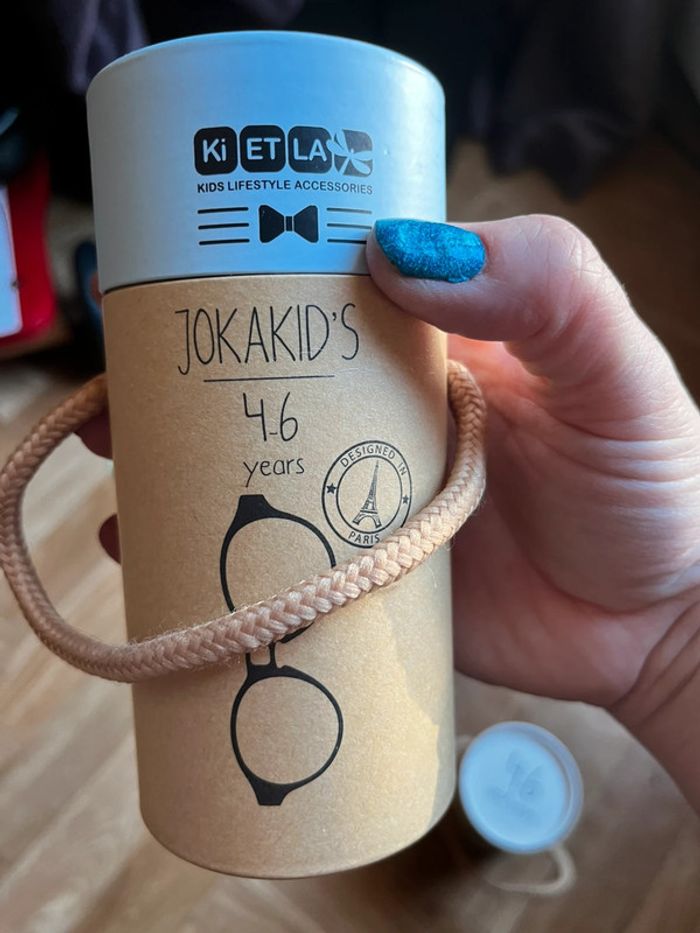 Ki ET LA
KIDS LIFESTYLE ACCESSORIES
JOKAKID'S
4-6
years
DESIGNED IN
PARIS